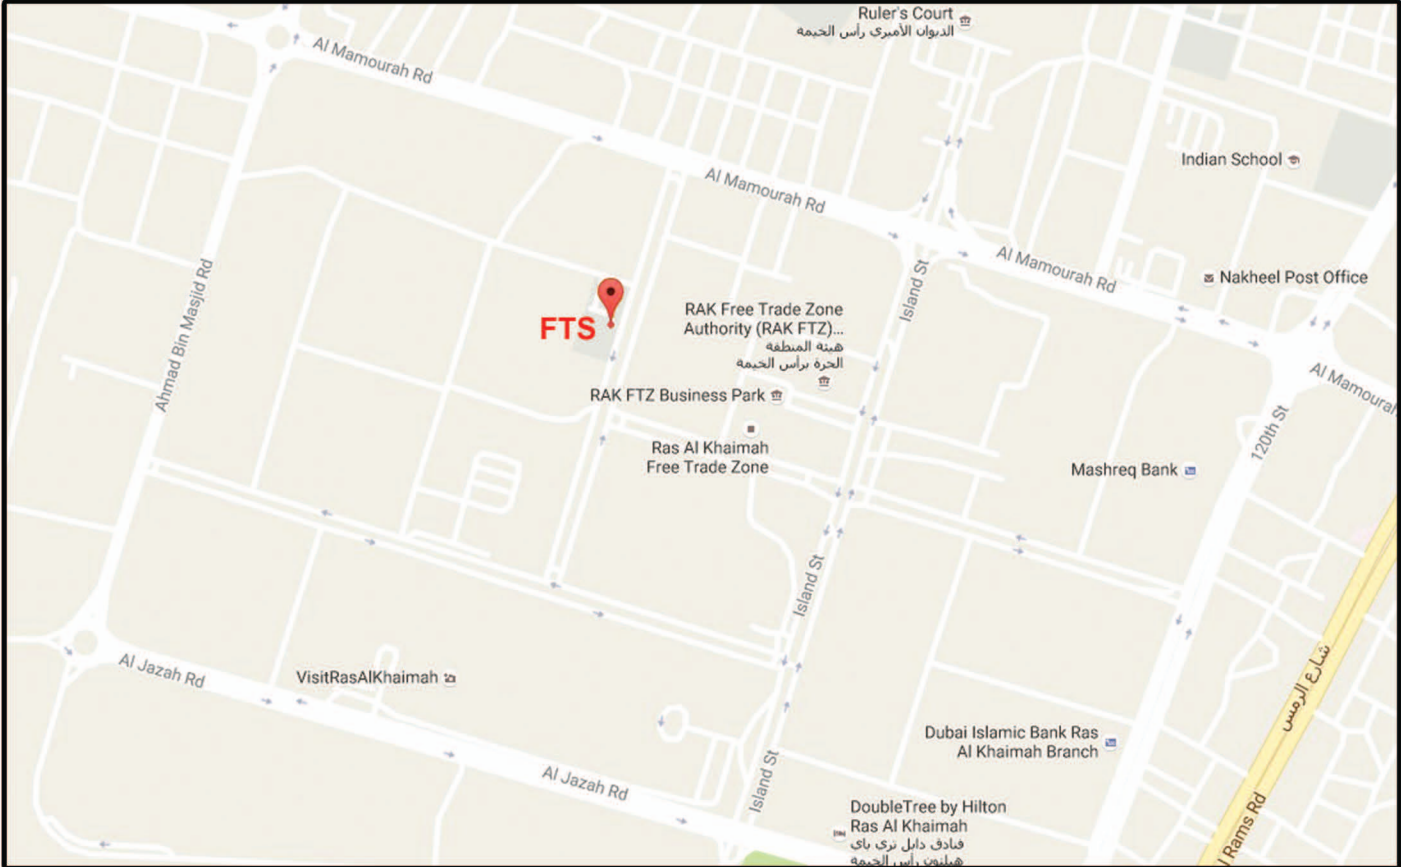 Ruler's Court
الديوان الأميري رأس الخيمة
Al Mamourah Rd
Indian School
Al Mamourah Rd
Al Mamourah Rd
Nakheel Post Office
Ahmad Bin Masjid Rd
Island St
FTS
RAK Free Trade Zone
Authority (RAK FTZ)...
هيئة المنطقة
الحرة برأس الخيمة
RAK FTZ Business Park
Al Mamourah
120th St
Ras Al Khaimah
Free Trade Zone
Mashreq Bank
Island St
Al Jazah Rd
VisitRasAlKhaimah
شارع الرمس
Dubai Islamic Bank Ras
Al Khaimah Branch
Al Jazah Rd
Island St
DoubleTree by Hilton
Ras Al Khaimah
فنادق دابل تري باي
هيلتون رأس الخيمة
l Rams Rd